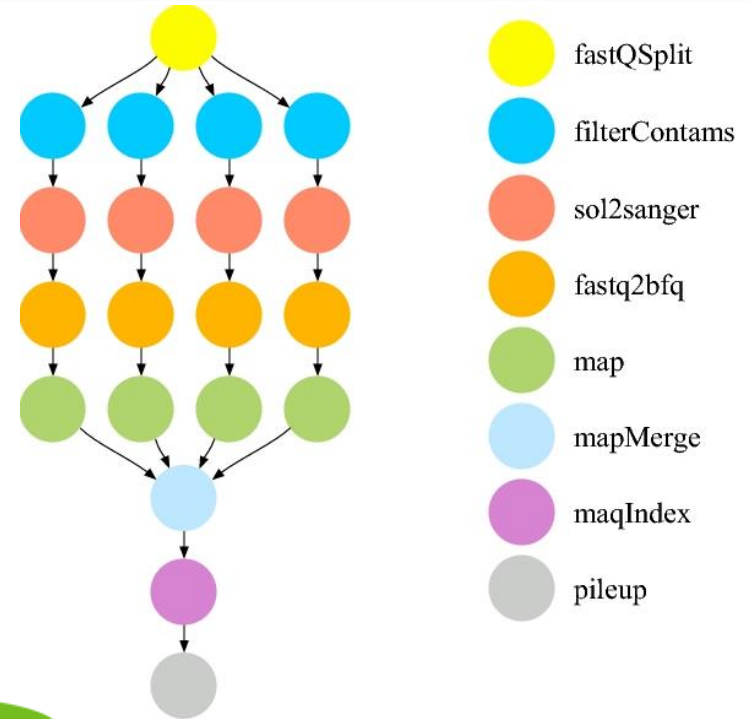 fastQSplit
filterContams
sol2sanger
fastq2bfq
map
mapMerge
maqIndex
pileup